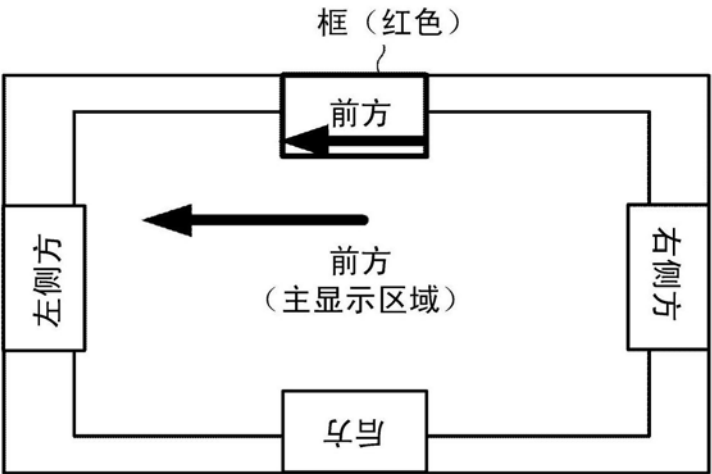 框（红色）
前方
左侧方
前方
（主显示区域）
右侧方
后方